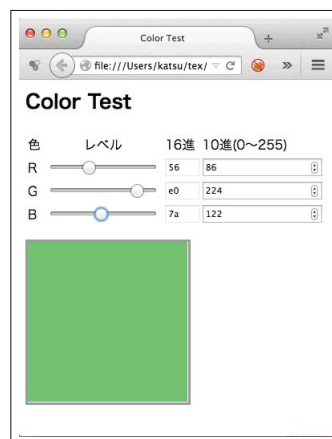 Color Test
file:///Users/katsu/tex/
Color Test
色 レベル 16進 10進(0〜255)
R 56 86
G e0 224
B 7a 122